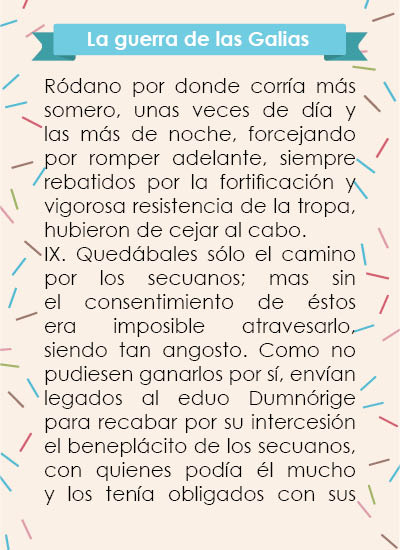 La guerra de las Galias
Ródano por donde corría más
somero, unas veces de día y
las más de noche, forcejando
por romper adelante, siempre
rebatidos por la fortificación y
vigorosa resistencia de la tropa,
hubieron de cejar al cabo.
IX. Quedábales sólo el camino
por los secuanos; mas sin
el consentimiento de éstos
era imposible atravesarlo,
siendo tan angosto. Como no
pudiesen ganarlos por sí, envían
legados al eduo Dumnórige
para recabar por su intercesión
el beneplácito de los secuanos,
con quienes podía él mucho
y los tenía obligados con sus